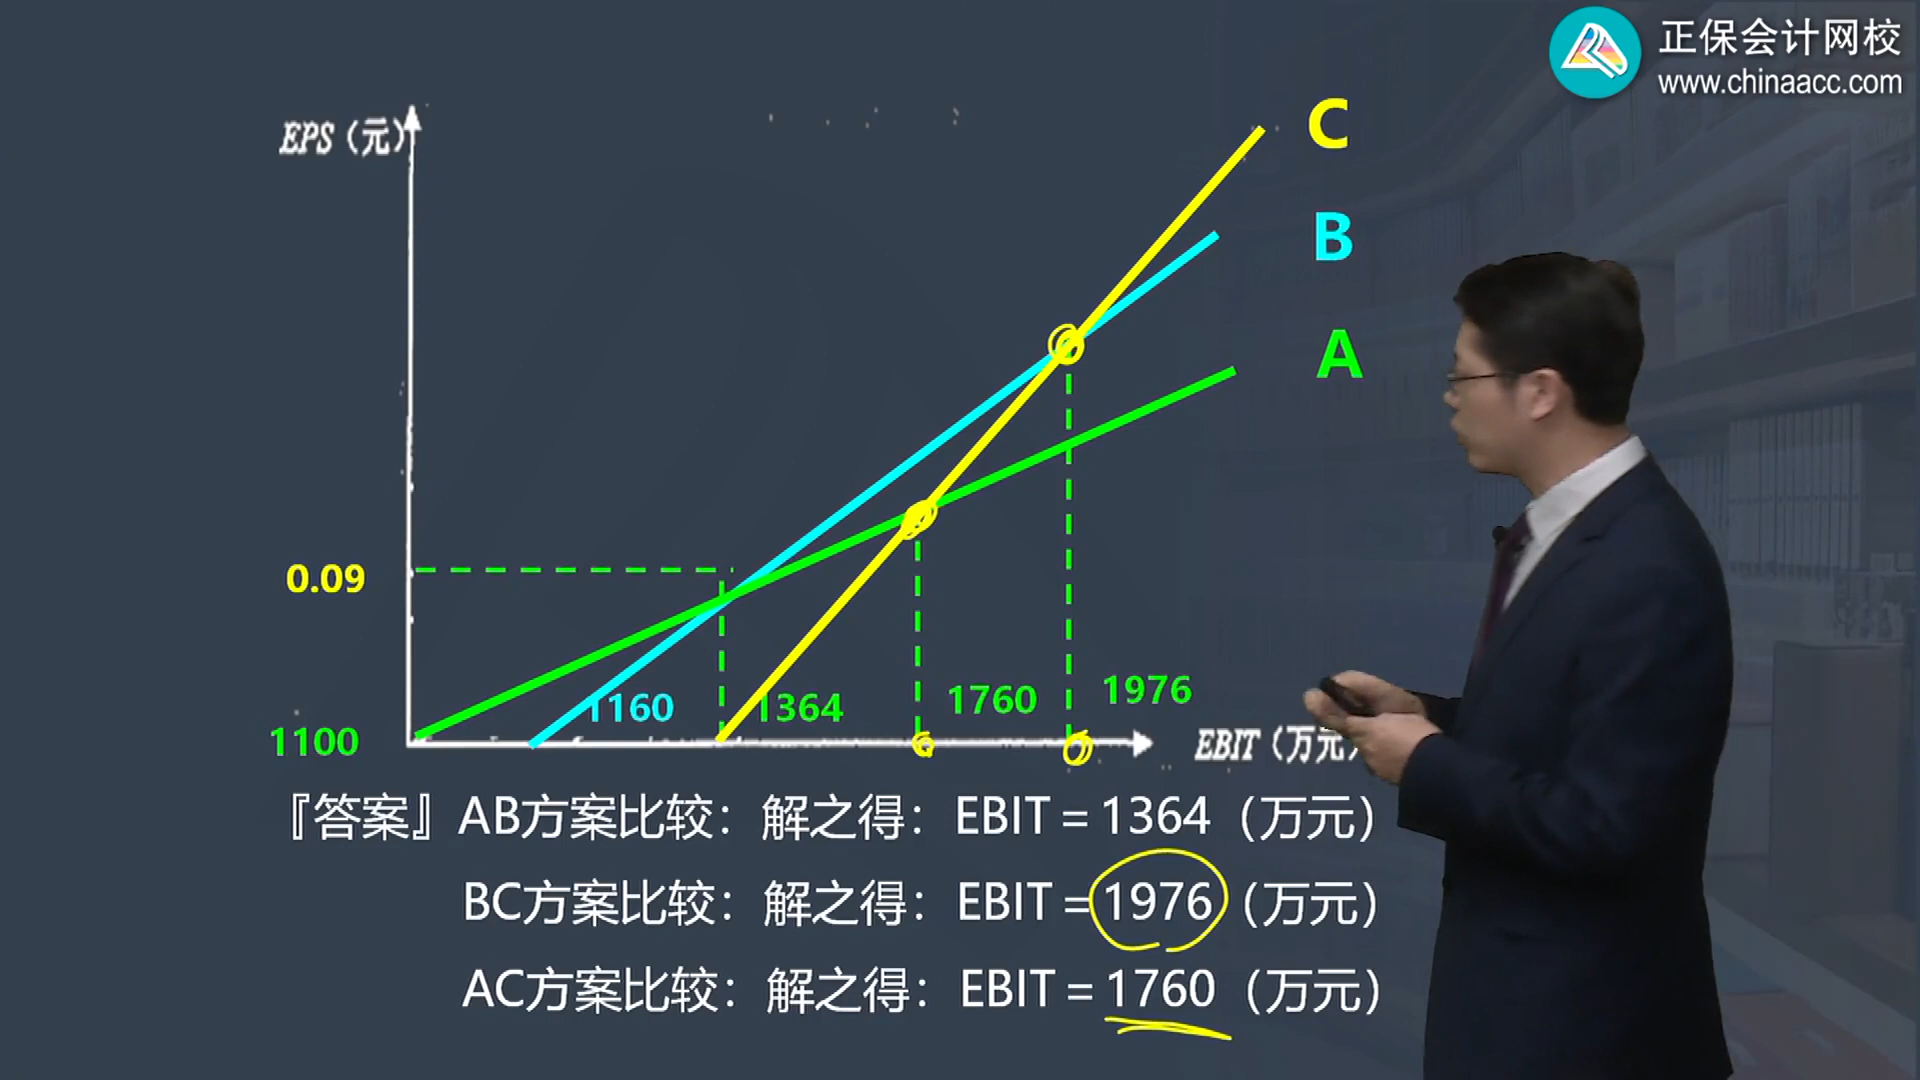 正保会计网校
www.chinaacc.com
EPS（元）
C
B
A
0.09
1160
1364
1760
1976
1100
EBIT（万元）
『答案』AB方案比较：解之得：EBIT＝1364（万元）
BC方案比较：解之得：EBIT＝1976（万元）
AC方案比较：解之得：EBIT＝1760（万元）